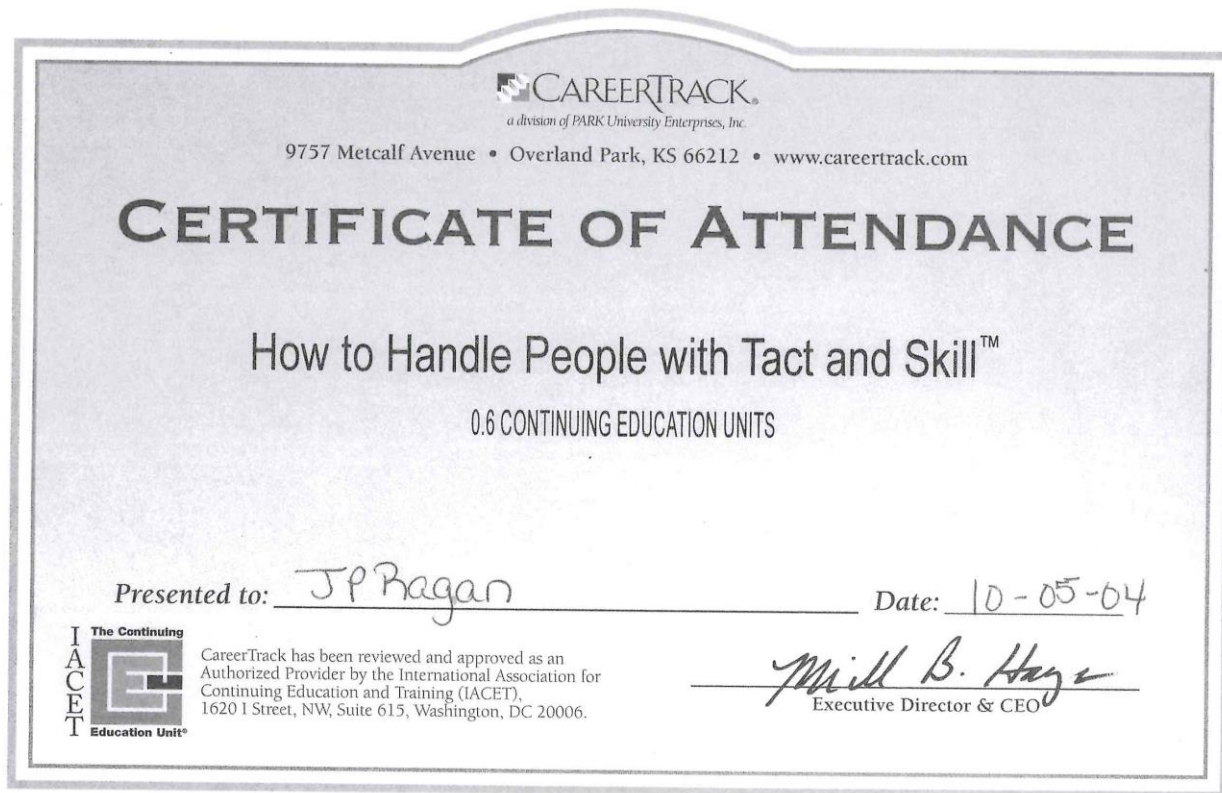 CAREERTRACK®
a division of PARK University Enterprises, Inc.
9757 Metcalf Avenue • Overland Park, KS 66212 • www.careertrack.com
CERTIFICATE OF ATTENDANCE
How to Handle People with Tact and Skill™
0.6 CONTINUING EDUCATION UNITS
Presented to: JP Ragan
Date: 10-05-04
IACET
The Continuing
Education Unit®
CareerTrack has been reviewed and approved as an
Authorized Provider by the International Association for
Continuing Education and Training (IACET),
1620 I Street, NW, Suite 615, Washington, DC 20006.
B.
Executive Director & CEO